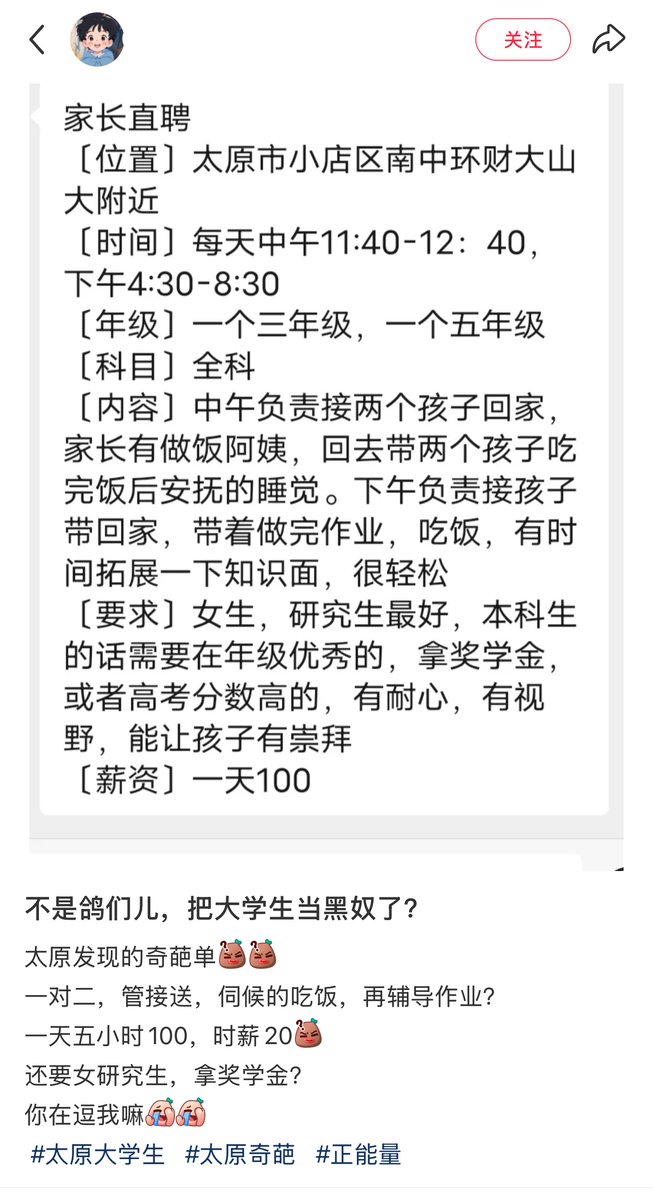 关注
家长直聘
〔位置〕太原市小店区南中环财大山
大附近
〔时间〕每天中午11:40-12：40，
下午4:30-8:30
〔年级〕一个三年级，一个五年级
〔科目〕全科
〔内容〕中午负责接两个孩子回家，
家长有做饭阿姨，回去带两个孩子吃
完饭后安抚的睡觉。下午负责接孩子
带回家，带着做完作业，吃饭，有时
间拓展一下知识面，很轻松
〔要求〕女生，研究生最好，本科生
的话需要在年级优秀的，拿奖学金，
或者高考分数高的，有耐心，有视
野，能让孩子有崇拜
〔薪资〕一天100
不是鸽们儿，把大学生当黑奴了？
太原发现的奇葩单
一对二，管接送，伺候的吃饭，再辅导作业？
一天五小时100，时薪20
还要女研究生，拿奖学金？
你在逗我嘛
#太原大学生 #太原奇葩 #正能量